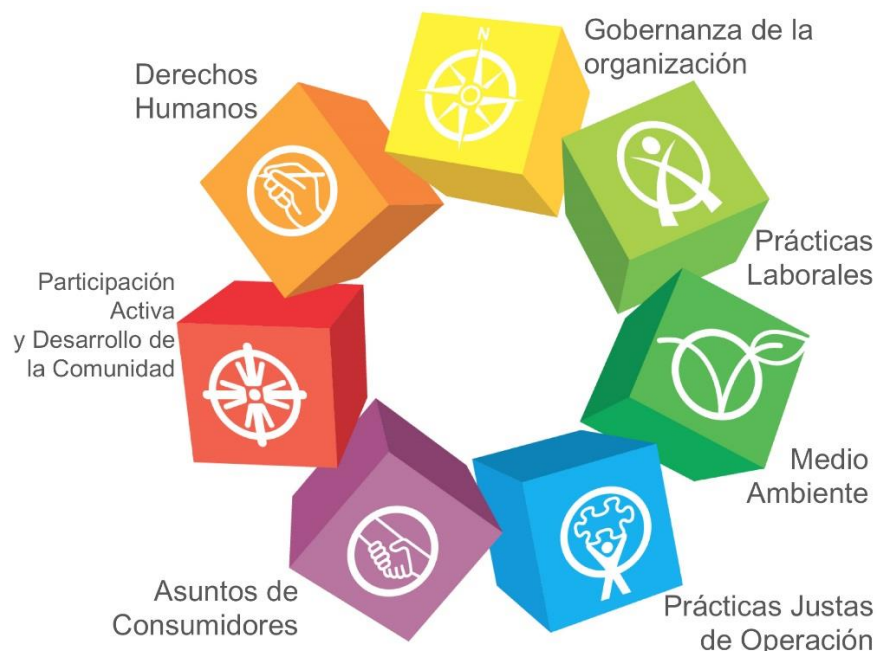 N
Gobernanza de la
organización
Derechos
Humanos
Prácticas
Laborales
Participación
Activa
y Desarrollo de
la Comunidad
Medio
Ambiente
Asuntos de
Consumidores
Prácticas Justas
de Operación